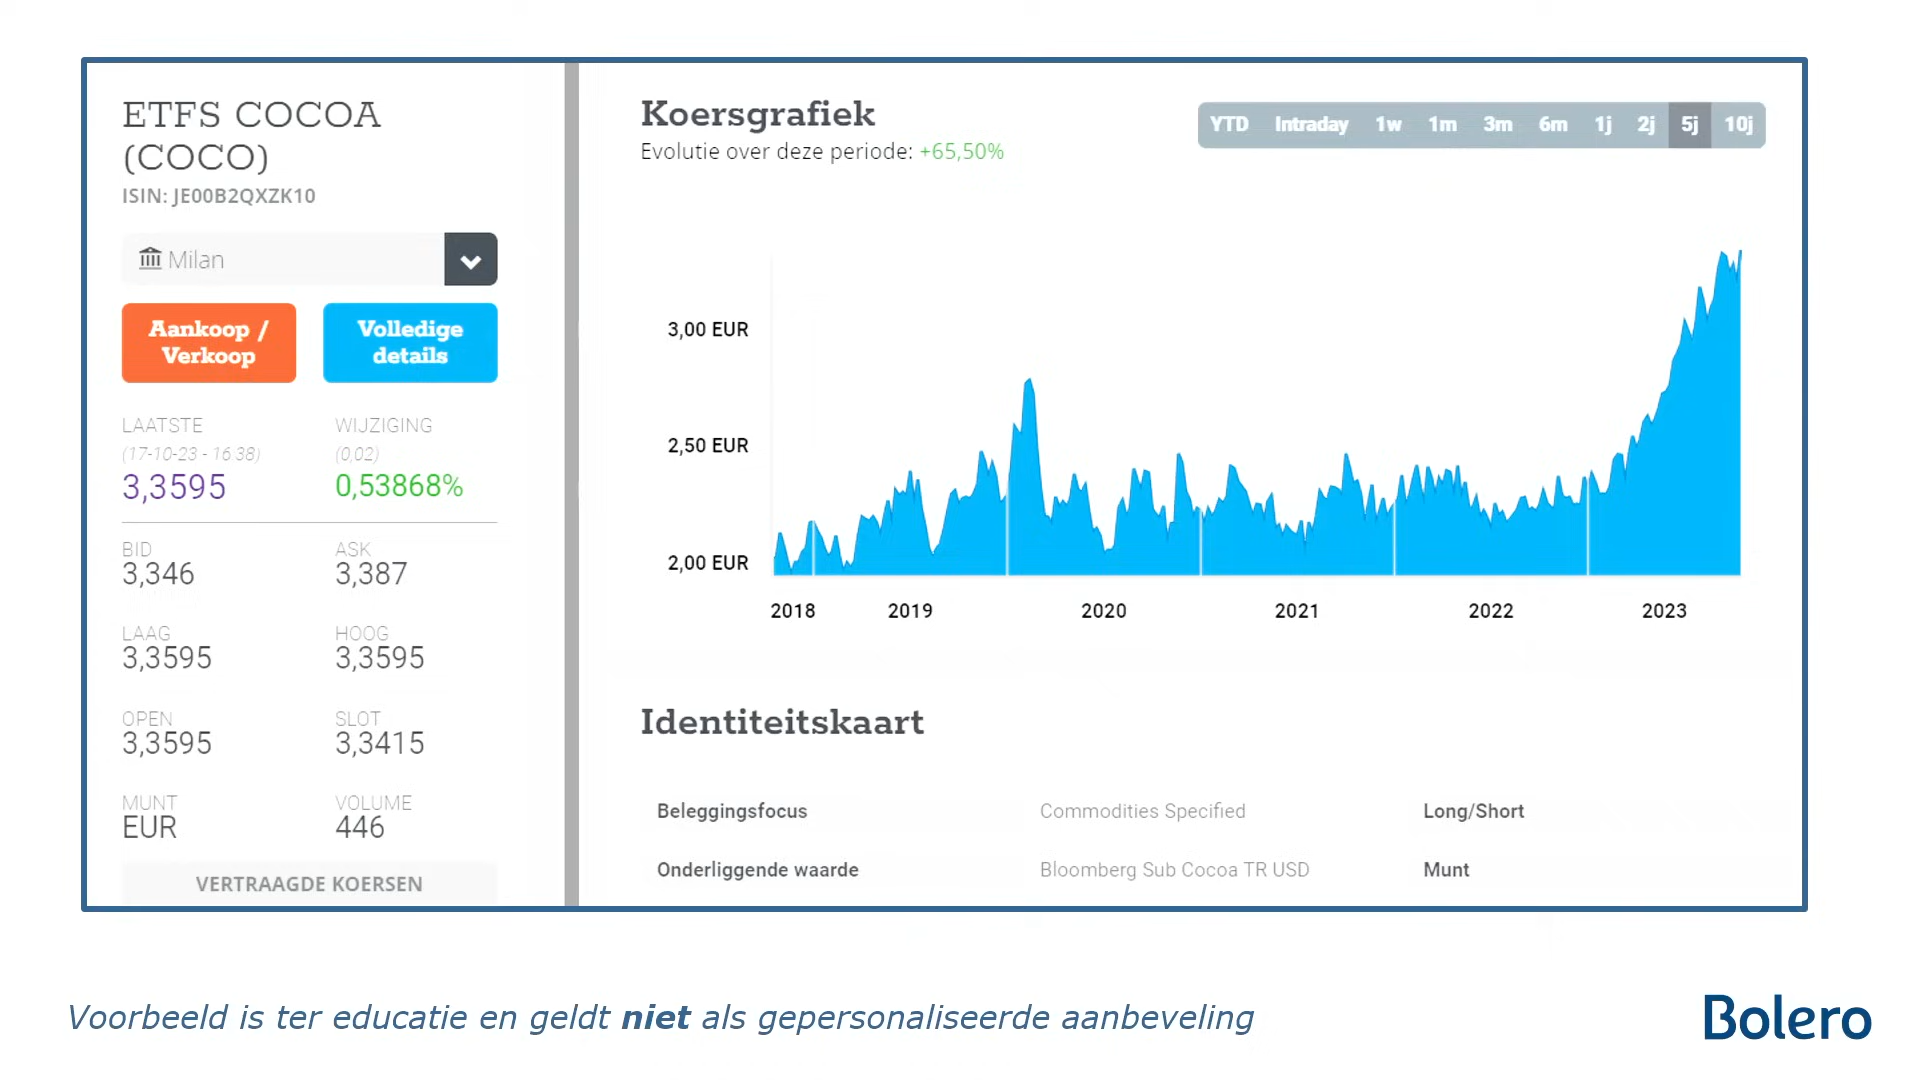 ETFS COCOA
(COCO)
ISIN: JE00B2QXZK10
Milan
Aankoop /
Verkoop
Volledige
details
LAATSTE
(17-10-23 - 16:38)
3,3595
WIJZIGING
(0,02)
0,53868%
BID
3,346
ASK
3,387
LAAG
3,3595
HOOG
3,3595
OPEN
3,3595
SLOT
3,3415
MUNT
EUR
VOLUME
446
VERTRAAGDE KOERSEN
Koersgrafiek
Evolutie over deze periode: +65,50%
YTD Intraday 1w 1m 3m 6m 1j 2j 5j 10j
3,00 EUR
2,50 EUR
2,00 EUR
2018 2019 2020 2021 2022 2023
Identiteitskaart
Beleggingsfocus Commodities Specified Long/Short
Onderliggende waarde Bloomberg Sub Cocoa TR USD Munt
Voorbeeld is ter educatie en geldt niet als gepersonaliseerde aanbeveling
Bolero